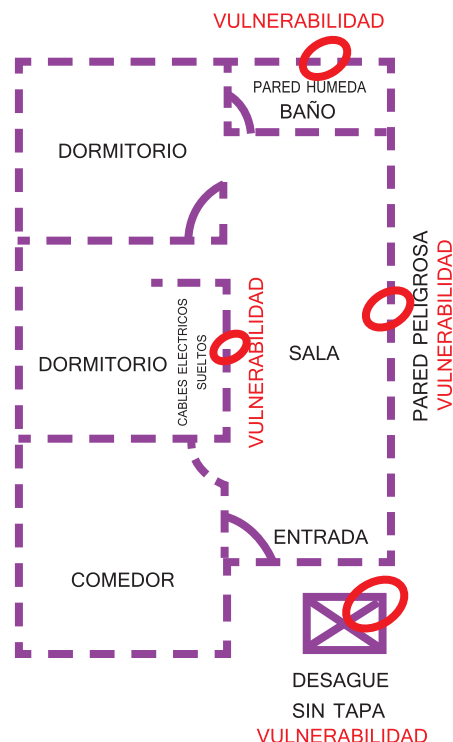 VULNERABILIDAD
PARED HUMEDA
BAÑO
DORMITORIO
PARED PELIGROSA
VULNERABILIDAD
CABLES ELECTRICOS
SUELTOS
VULNERABILIDAD
SALA
DORMITORIO
ENTRADA
COMEDOR
DESAGUE
SIN TAPA
VULNERABILIDAD